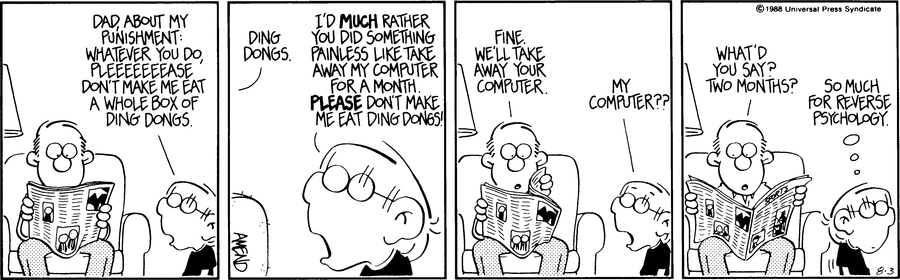 DAD, ABOUT MY
PUNISHMENT:
WHATEVER YOU DO,
PLEEEEEEEASE
DON'T MAKE ME EAT
A WHOLE BOX OF
DING DONGS.
DING
DONGS.
I'D MUCH RATHER
YOU DID SOMETHING
PAINLESS LIKE TAKE
AWAY MY COMPUTER
FOR A MONTH.
PLEASE DON'T MAKE
ME EAT DING DONGS!
AMEND
FINE.
WE'LL TAKE
AWAY YOUR
COMPUTER.
MY
COMPUTER??
©1988 Universal Press Syndicate
WHAT'D
YOU SAY?
TWO MONTHS?
SO MUCH
FOR REVERSE
PSYCHOLOGY.
8-3